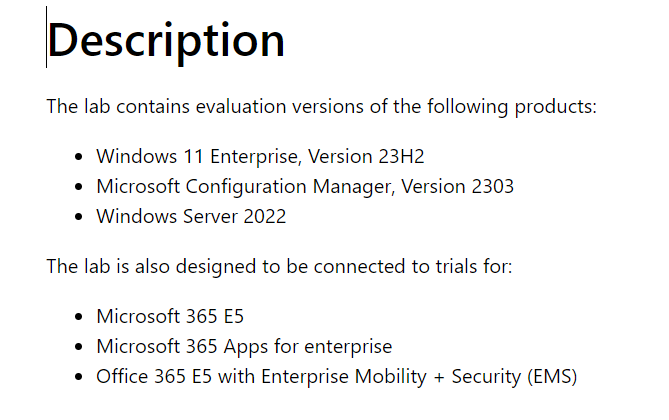 Description
The lab contains evaluation versions of the following products:
• Windows 11 Enterprise, Version 23H2
• Microsoft Configuration Manager, Version 2303
• Windows Server 2022
The lab is also designed to be connected to trials for:
• Microsoft 365 E5
• Microsoft 365 Apps for enterprise
• Office 365 E5 with Enterprise Mobility + Security (EMS)